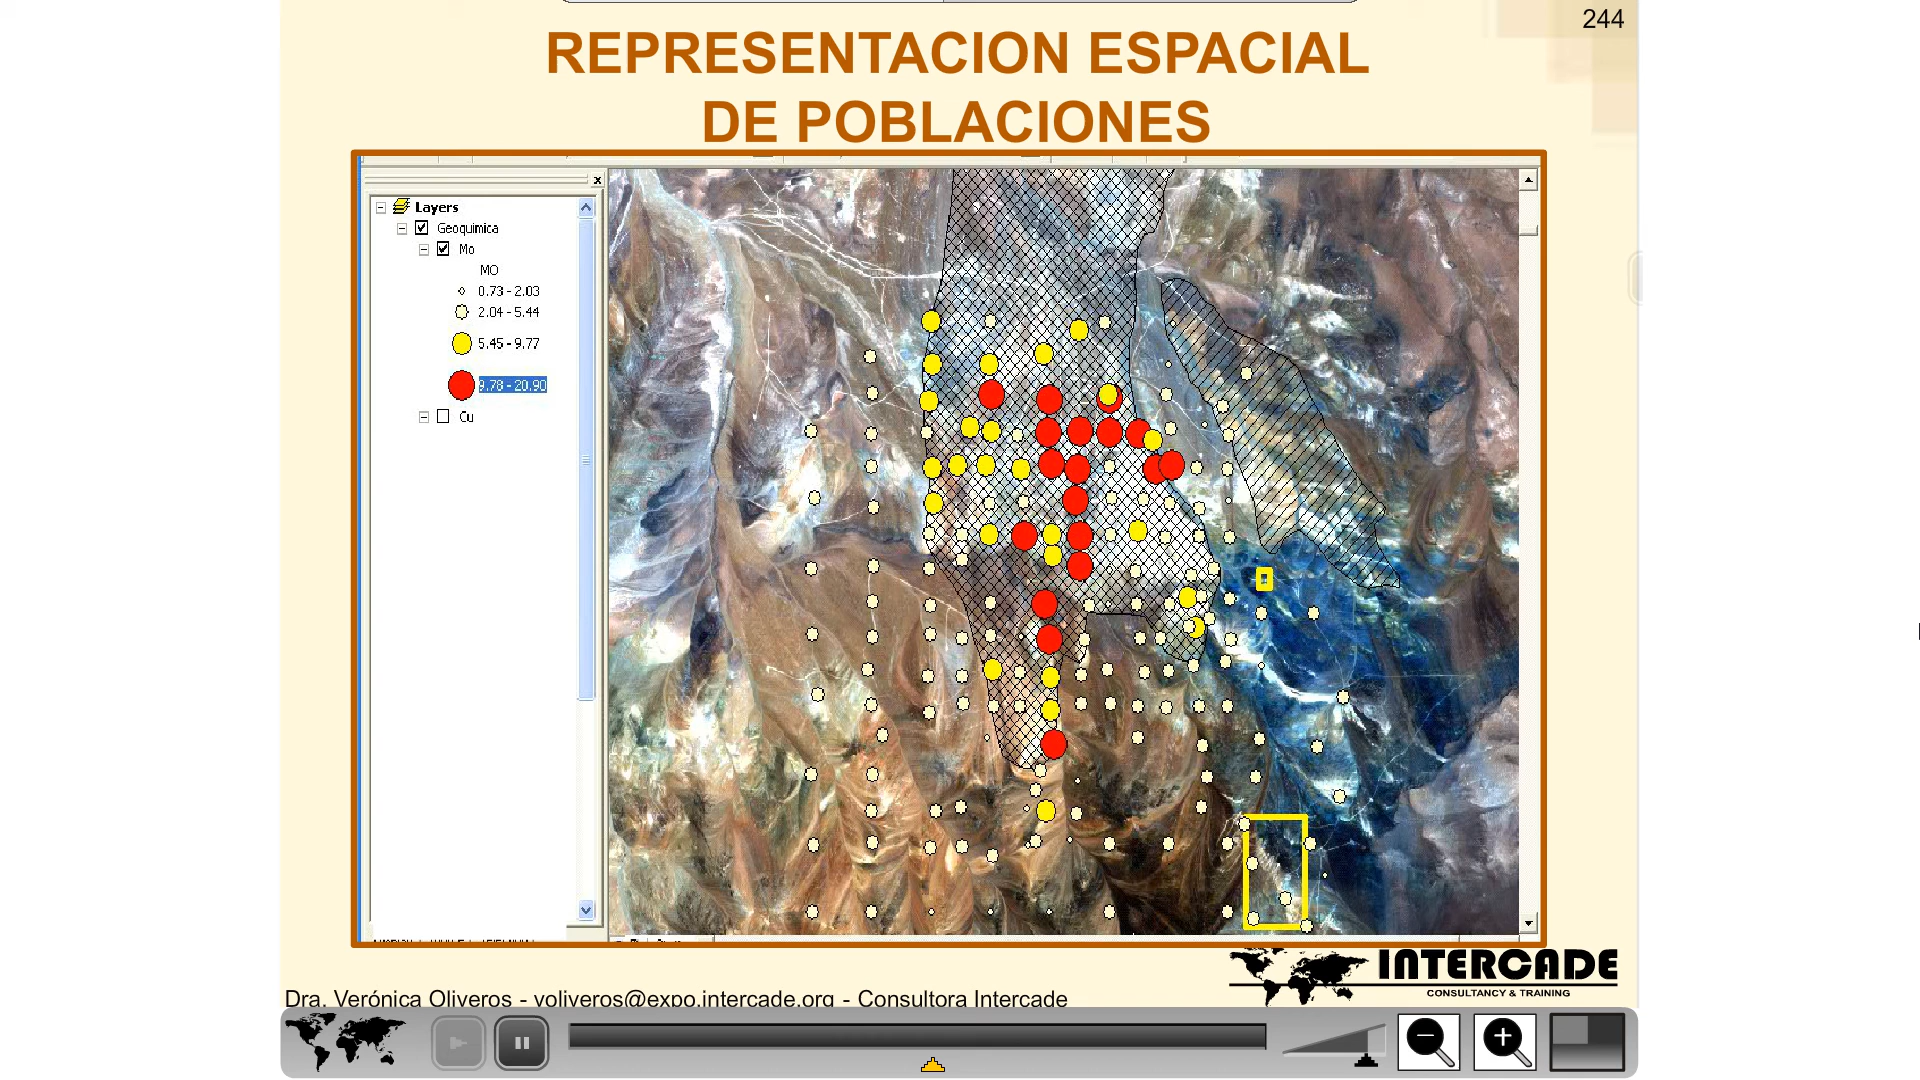 244
REPRESENTACION ESPACIAL
DE POBLACIONES
Layers
Geoquimica
Mo
MO
0.73 - 2.03
2.04 - 5.44
5.45 - 9.77
9.78 - 20.90
Cu
INTERCADE
CONSULTANCY & TRAINING
Dra. Verónica Oliveros - voliveros@expo.intercade.org - Consultora Intercade